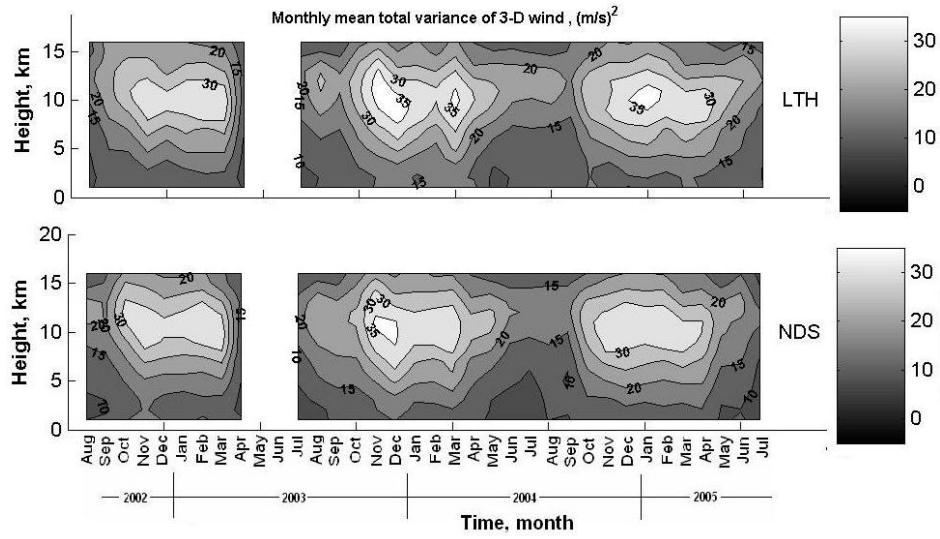 Monthly mean total variance of 3-D wind , (m/s)2
15
10
5
0
Height, km
20 15 30 20 15
20 15 10 30 35 30 35 20 20 15 15
20 15 35 30 20 15
LTH
30
20
10
0
20
15
10
5
0
Height, km
20 20 20 30 15 15 10
20 10 30 30 35 15 20 15 15 10
30 20 20 15 10
NDS
30
20
10
0
Aug Sep Oct Nov Dec Jan Feb Mar Apr May Jun Jul Aug Sep Oct Nov Dec Jan Feb Mar Apr May Jun Jul Aug Sep Oct Nov Dec Jan Feb Mar Apr May Jun Jul
2002 2003 2004 2005
Time, month